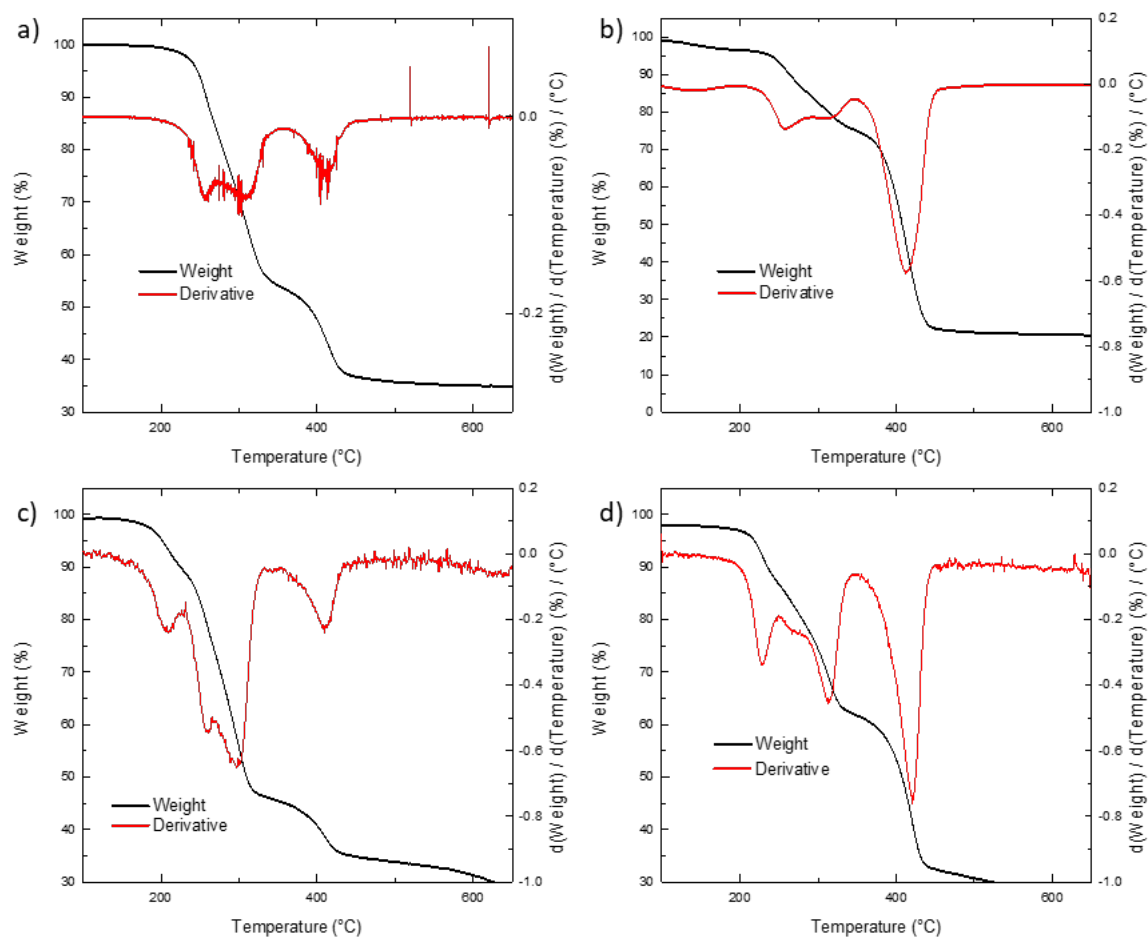 a)
100
90
80
70
60
50
40
30
Weight (%)
0.0
-0.2
d(Weight) / d(Temperature) (%) / (°C)
Weight
Derivative
200
400
600
Temperature (°C)
b)
100
90
80
70
60
50
40
30
20
10
0
Weight (%)
0.2
0.0
-0.2
-0.4
-0.6
-0.8
-1.0
d(Weight) / d(Temperature) (%) / (°C)
Weight
Derivative
200
400
600
Temperature (°C)
c)
100
90
80
70
60
50
40
30
Weight (%)
0.2
0.0
-0.2
-0.4
-0.6
-0.8
-1.0
d(Weight) / d(Temperature) (%) / (°C)
Weight
Derivative
200
400
600
Temperature (°C)
d)
100
90
80
70
60
50
40
30
Weight (%)
0.2
0.0
-0.2
-0.4
-0.6
-0.8
-1.0
d(Weight) / d(Temperature) (%) / (°C)
Weight
Derivative
200
400
600
Temperature (°C)